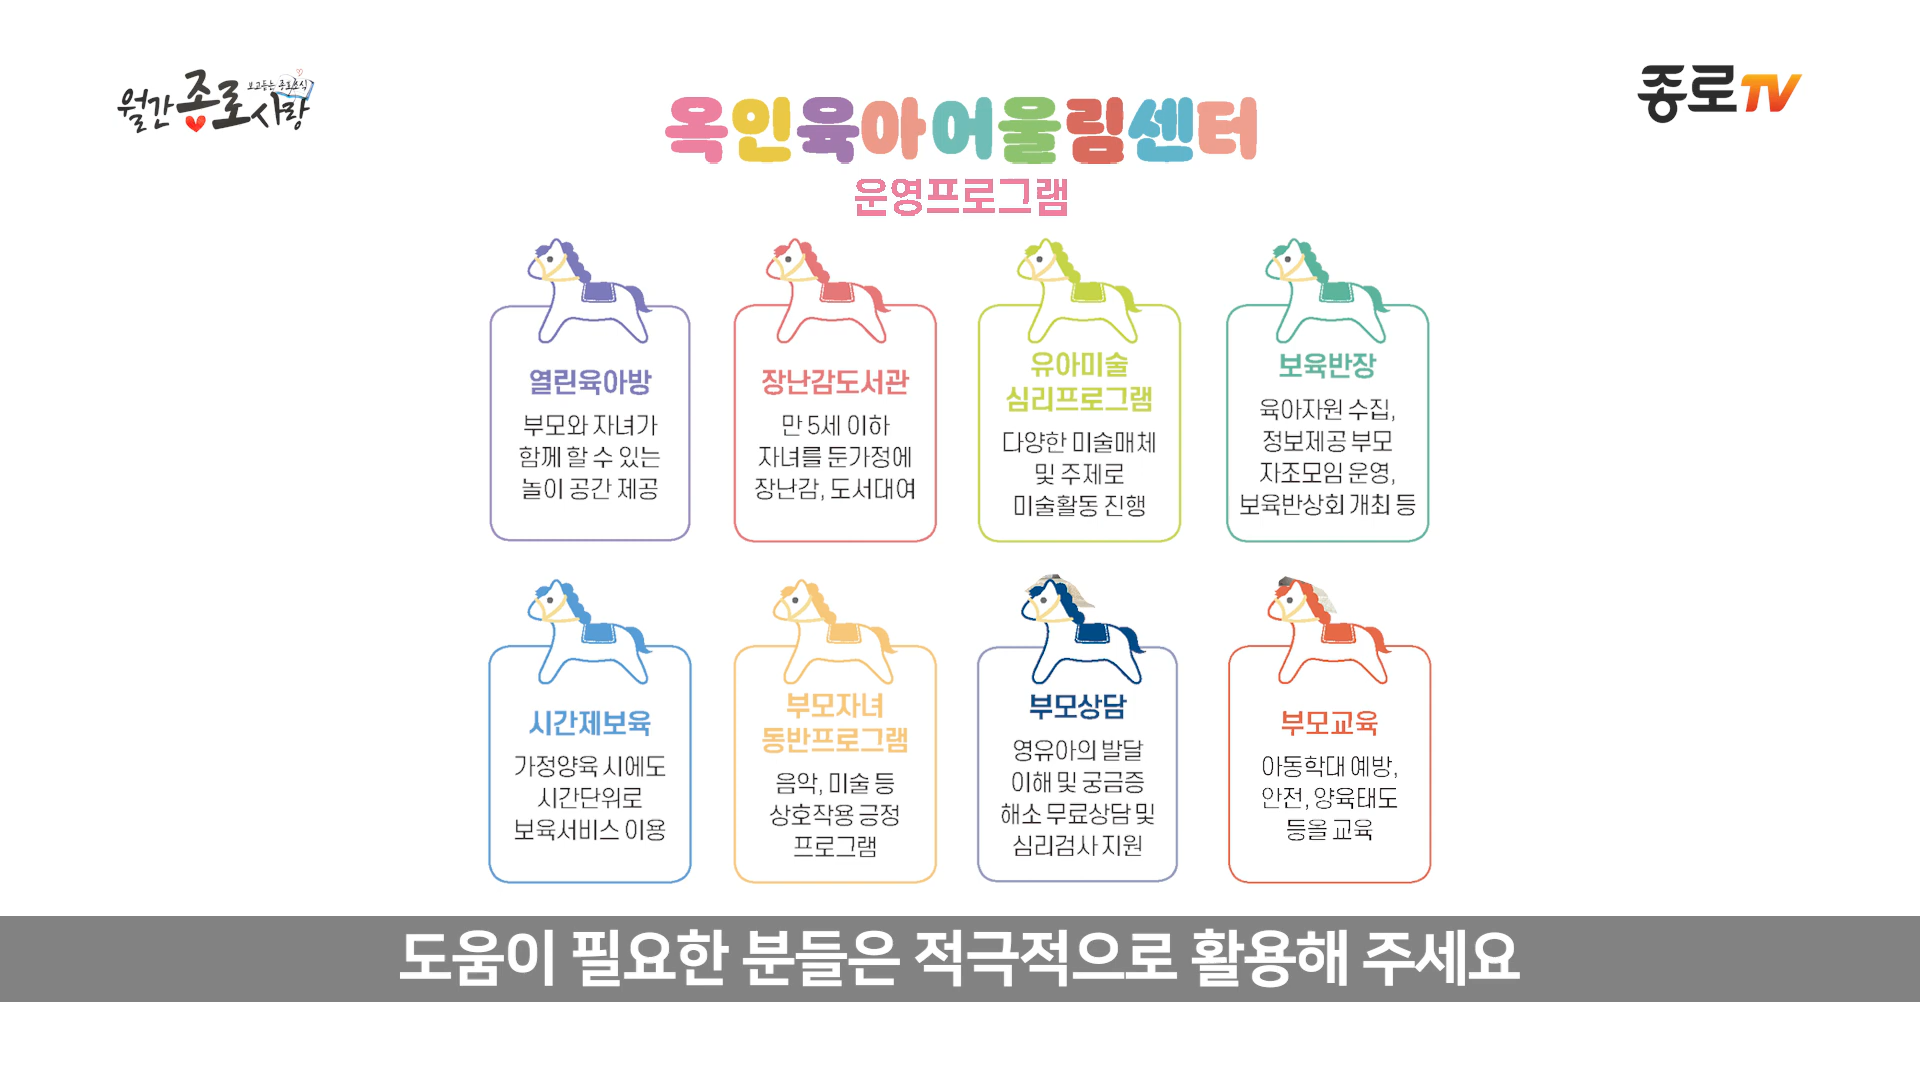 월간 종로 사랑
보고듣는 종로소식
종로TV
옥인육아어울림센터
운영프로그램
열린육아방
부모와 자녀가
함께 할 수 있는
놀이 공간 제공
장난감도서관
만 5세 이하
자녀를 둔가정에
장난감, 도서대여
유아미술
심리프로그램
다양한 미술매체
및 주제로
미술활동 진행
보육반장
육아자원 수집,
정보제공 부모
자조모임 운영,
보육반상회 개최 등
시간제보육
가정양육 시에도
시간단위로
보육서비스 이용
부모자녀
동반프로그램
음악, 미술 등
상호작용 긍정
프로그램
부모상담
영유아의 발달
이해 및 궁금증
해소 무료상담 및
심리검사 지원
부모교육
아동학대 예방,
안전, 양육태도
등을 교육
도움이 필요한 분들은 적극적으로 활용해 주세요